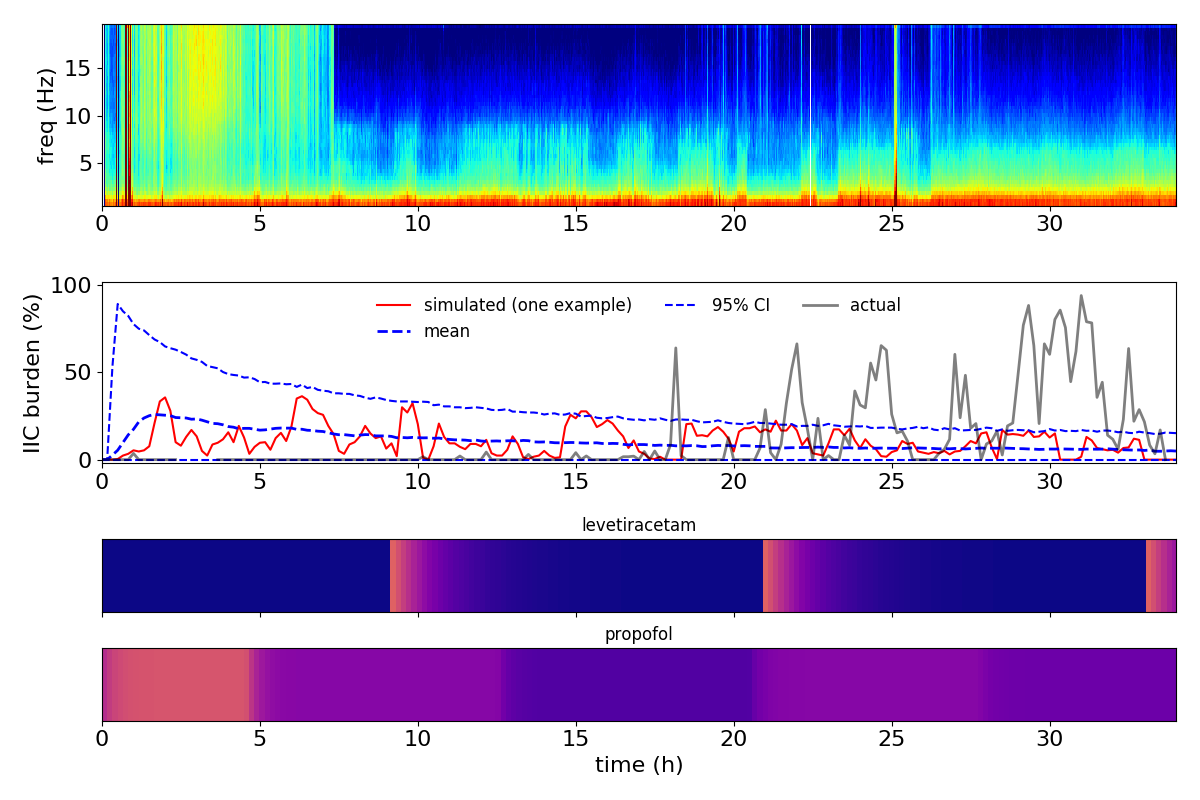 freq (Hz)
15
10
5
0 5 10 15 20 25 30
IIC burden (%)
100
50
0
simulated (one example)
mean
95% CI
actual
0 5 10 15 20 25 30
levetiracetam
propofol
0 5 10 15 20 25 30
time (h)